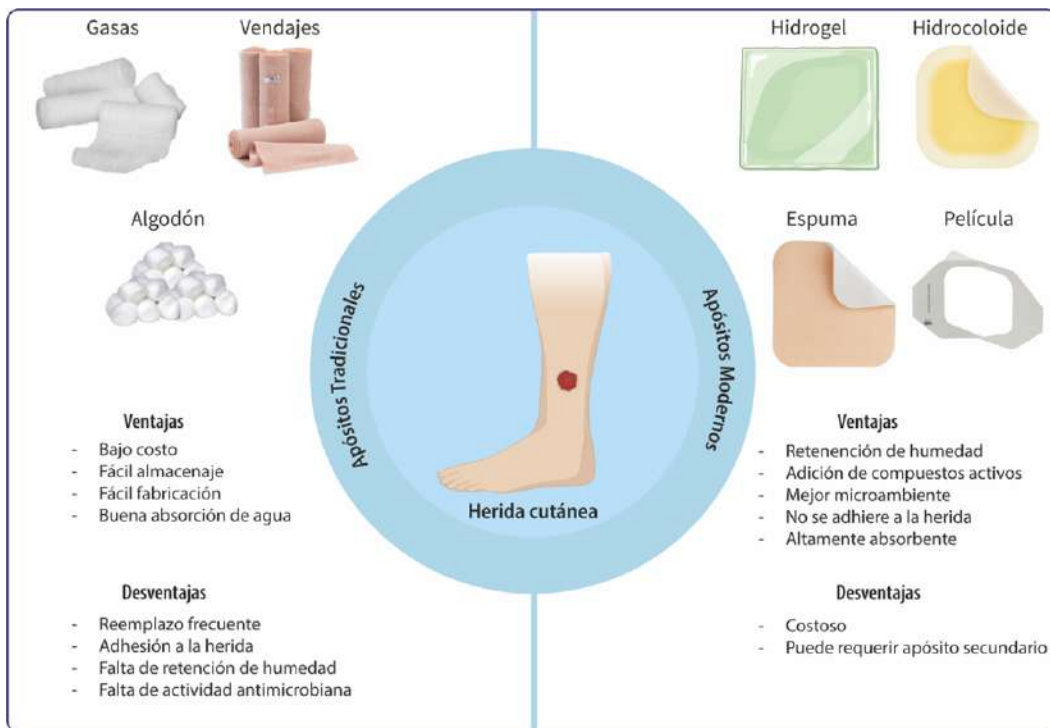 Gasas
Vendajes
Algodón
Apósitos Tradicionales
Ventajas
- Bajo costo
- Fácil almacenaje
- Fácil fabricación
- Buena absorción de agua
Desventajas
- Reemplazo frecuente
- Adhesión a la herida
- Falta de retención de humedad
- Falta de actividad antimicrobiana
Herida cutánea
Hidrogel
Hidrocoloide
Espuma
Película
Apósitos Modernos
Ventajas
- Retenención de humedad
- Adición de compuestos activos
- Mejor microambiente
- No se adhiere a la herida
- Altamente absorbente
Desventajas
- Costoso
- Puede requerir apósito secundario